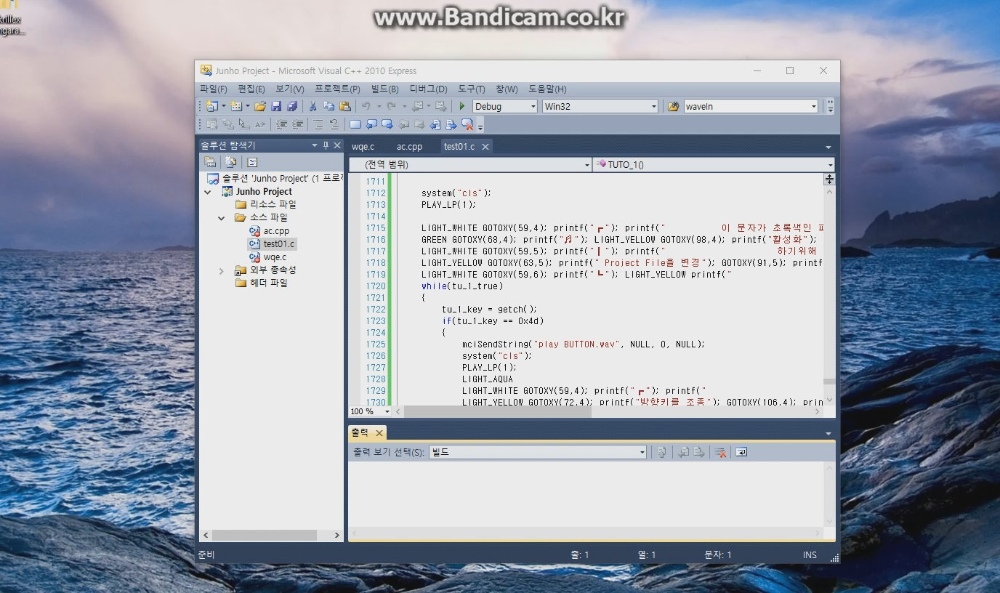 www.Bandicam.co.kr
krillex
ngara...
Junho Project - Microsoft Visual C++ 2010 Express
파일(F) 편집(E) 보기(V) 프로젝트(P) 빌드(B) 디버그(D) 도구(T) 창(W) 도움말(H)
Debug Win32 waveIn
솔루션 탐색기
솔루션 'Junho Project' (1 프로젝
Junho Project
리소스 파일
소스 파일
ac.cpp
test01.c
wqe.c
외부 종속성
헤더 파일
wqe.c ac.cpp test01.c
(전역 범위) TUTO_1()
1711
1712 system("cls");
1713 PLAY_LP(1);
1714
1715 LIGHT_WHITE GOTOXY(59,4); printf("┏"); printf(" 이 문자가 초록색인 파
1716 GREEN GOTOXY(68,4); printf("♬"); LIGHT_YELLOW GOTOXY(98,4); printf("활성화");
1717 LIGHT_WHITE GOTOXY(59,5); printf("┃"); printf(" 하기위해
1718 LIGHT_YELLOW GOTOXY(63,5); printf(" Project File을 변경"); GOTOXY(91,5); printf
1719 LIGHT_WHITE GOTOXY(59,6); printf("┗"); LIGHT_YELLOW printf("
1720 while(tu_1_true)
1721 {
1722 tu_1_key = getch();
1723 if(tu_1_key == 0x4d)
1724 {
1725 mciSendString("play BUTTON.wav", NULL, 0, NULL);
1726 system("cls");
1727 PLAY_LP(1);
1728 LIGHT_AQUA
1729 LIGHT_WHITE GOTOXY(59,4); printf("┏"); printf("
1730 LIGHT_YELLOW GOTOXY(72,4); printf("방향키를 조종"); GOTOXY(106,4); prin
100 %
출력
출력 보기 선택(S): 빌드
준비 줄: 1 열: 1 문자: 1 INS